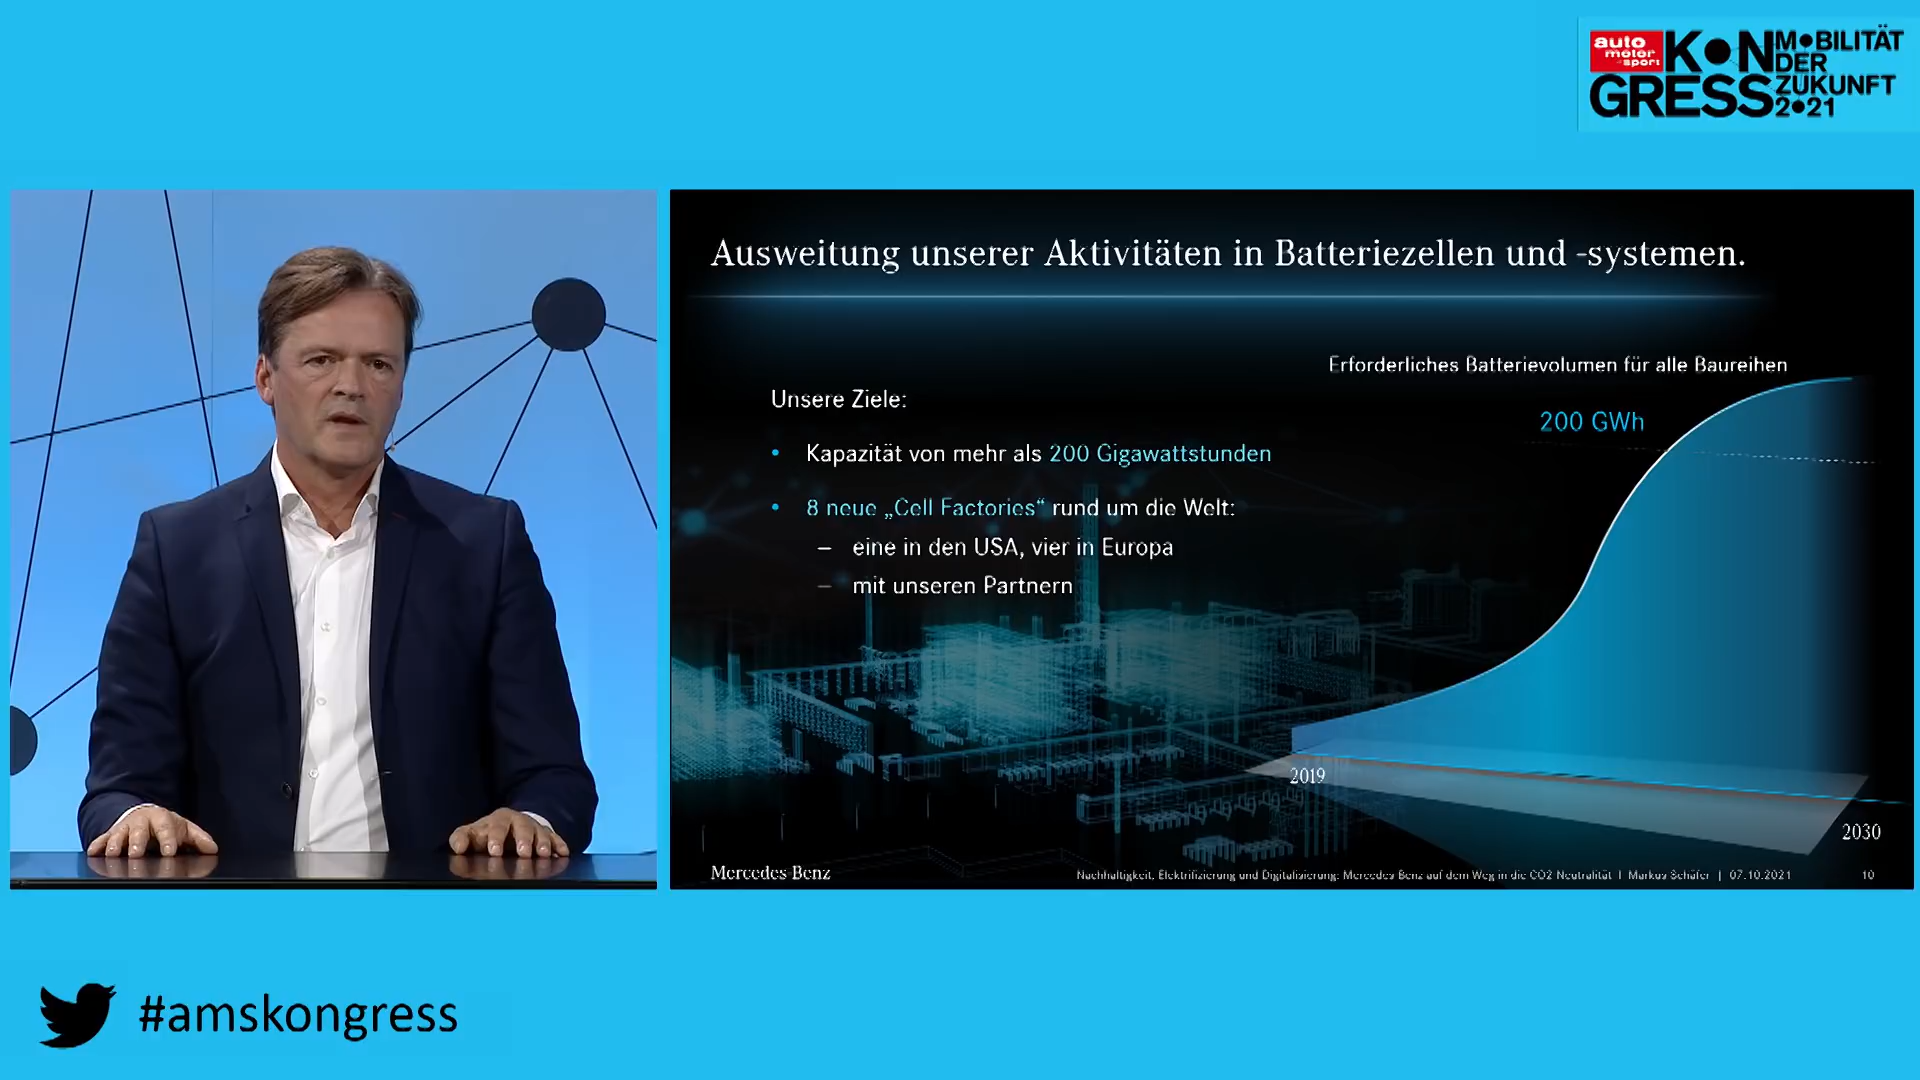 auto motor sport
KONGRESS
MOBILITÄT
DER
ZUKUNFT
2021
Ausweitung unserer Aktivitäten in Batteriezellen und -systemen.
Erforderliches Batterievolumen für alle Baureihen
Unsere Ziele:
200 GWh
• Kapazität von mehr als 200 Gigawattstunden
• 8 neue „Cell Factories“ rund um die Welt:
– eine in den USA, vier in Europa
– mit unseren Partnern
2019
2030
Mercedes-Benz
Nachhaltigkeit, Elektrifizierung und Digitalisierung: Mercedes-Benz auf dem Weg in die CO2 Neutralität | Markus Schäfer | 07.10.2021
10
#amskongress